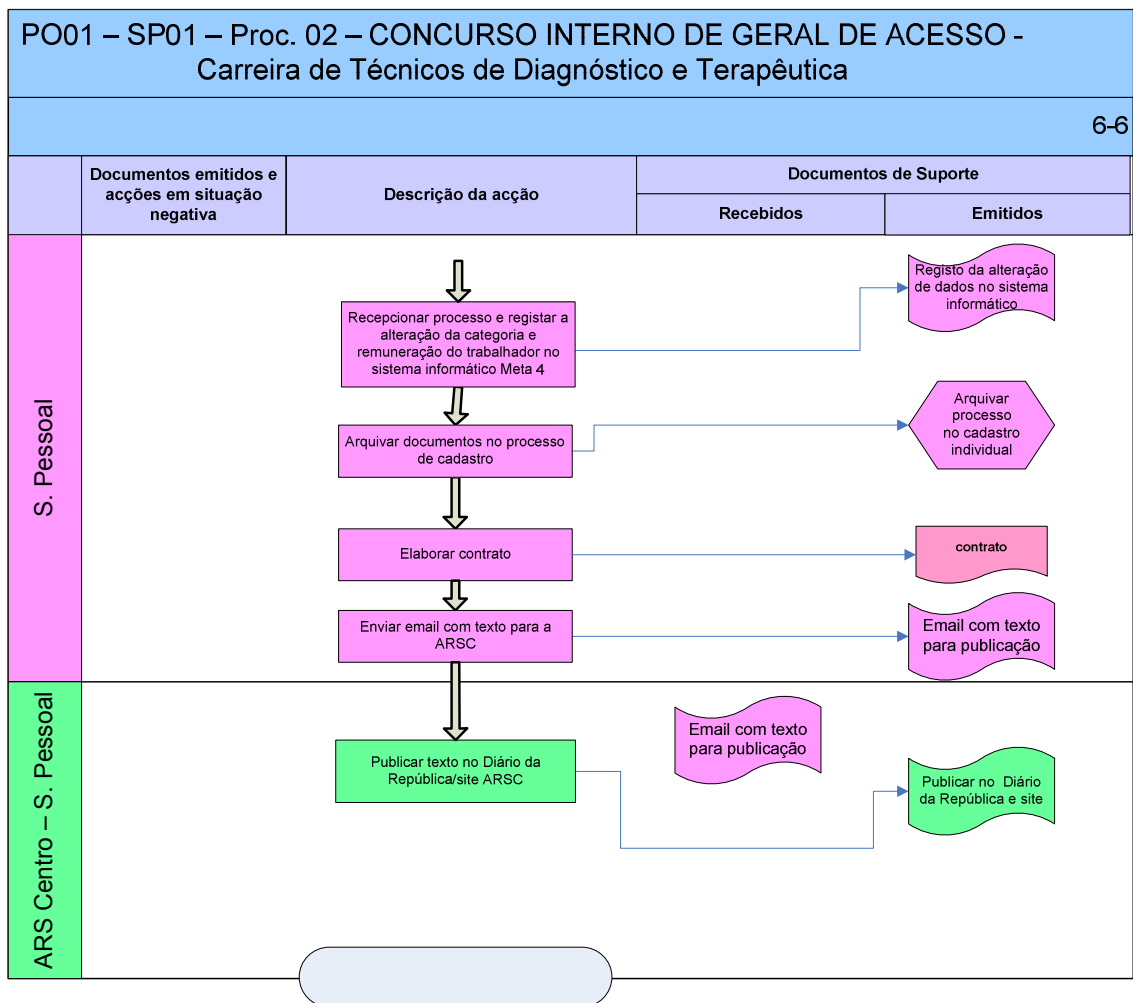 PO01 – SP01 – Proc. 02 – CONCURSO INTERNO DE GERAL DE ACESSO -
Carreira de Técnicos de Diagnóstico e Terapêutica
6-6
Documentos emitidos e
acções em situação
negativa
Descrição da acção
Documentos de Suporte
Recebidos
Emitidos
S. Pessoal
Recepcionar processo e registar a
alteração da categoria e
remuneração do trabalhador no
sistema informático Meta 4
Registo da alteração
de dados no sistema
informático
Arquivar documentos no processo
de cadastro
Arquivar
processo
no cadastro
individual
Elaborar contrato
contrato
Enviar email com texto para a
ARSC
Email com texto
para publicação
ARS Centro – S. Pessoal
Publicar texto no Diário da
República/site ARSC
Email com texto
para publicação
Publicar no Diário
da República e site